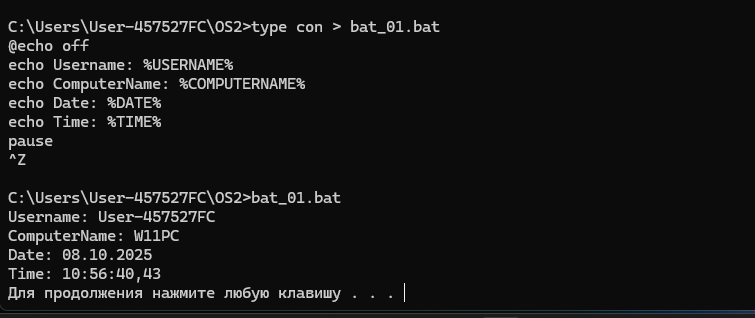 C:\Users\User-457527FC\OS2>type con > bat_01.bat
@echo off
echo Username: %USERNAME%
echo ComputerName: %COMPUTERNAME%
echo Date: %DATE%
echo Time: %TIME%
pause
^Z
C:\Users\User-457527FC\OS2>bat_01.bat
Username: User-457527FC
ComputerName: W11PC
Date: 08.10.2025
Time: 10:56:40,43
Для продолжения нажмите любую клавишу . . .